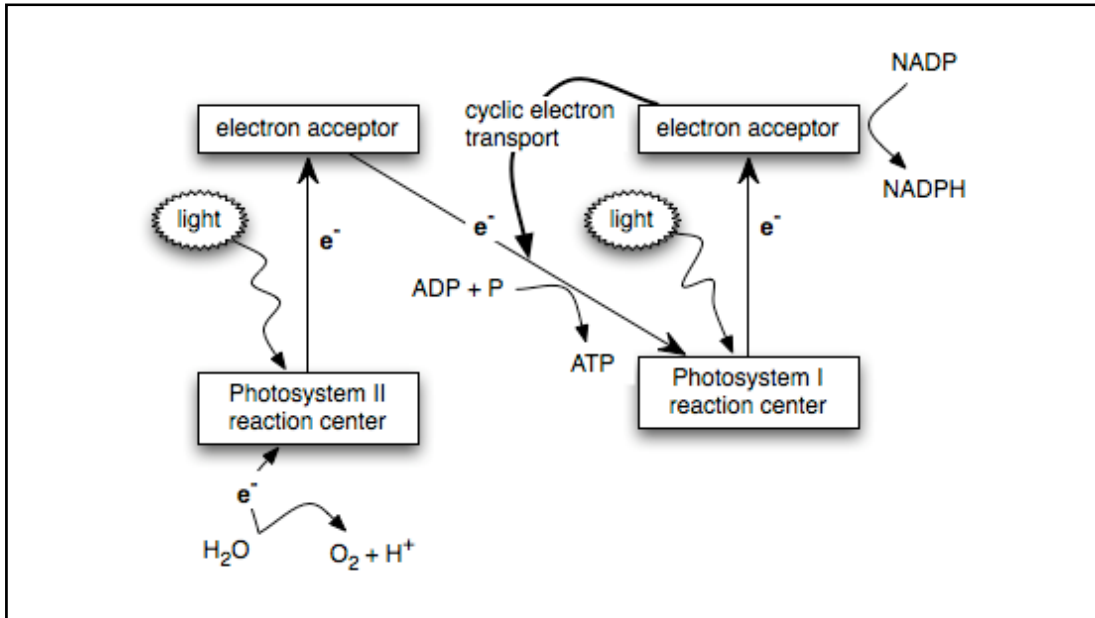 NADP
cyclic electron
transport
electron acceptor
electron acceptor
NADPH
light
e-
e-
light
e-
ADP + P
ATP
Photosystem II
reaction center
Photosystem I
reaction center
e-
H2O
O2 + H+